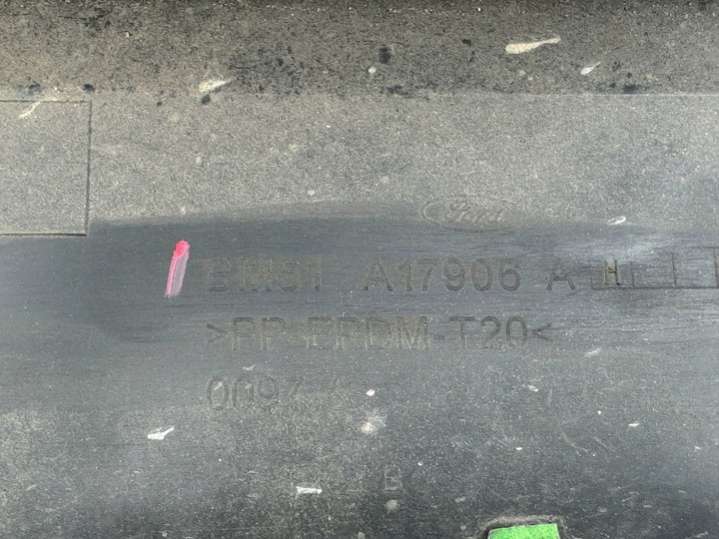 Ford
BM51 A17906 A H
>PP+EPDM-T20<
0097
B